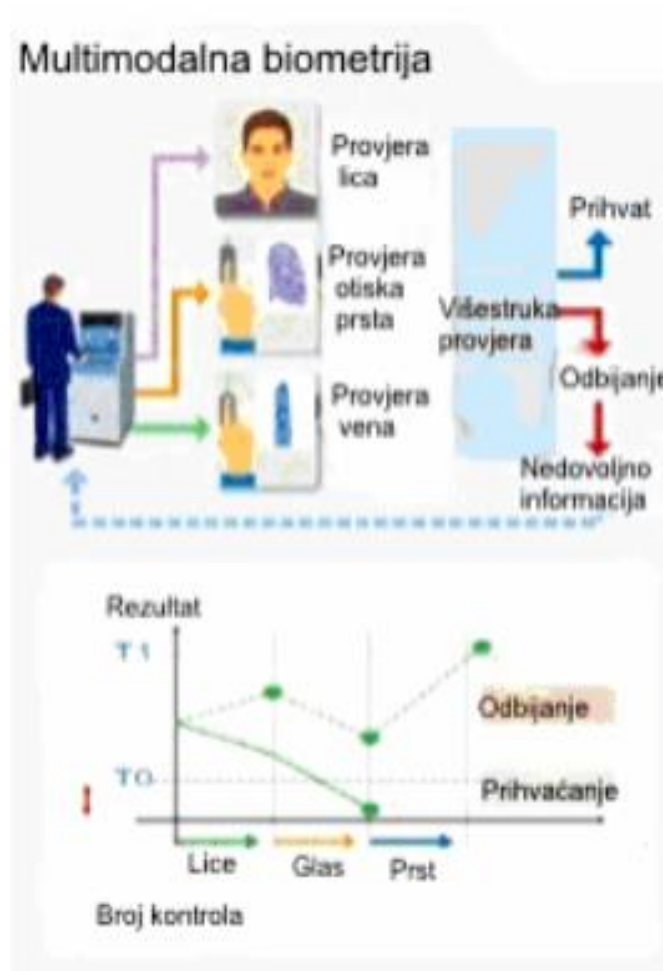 Multimodalna biometrija
Provjera
lica
Prihvat
Provjera
otiska
prsta
Višestruka
provjera
Odbijanje
Provjera
vena
Nedovoljno
informacija
Rezultat
T 1
Odbijanje
T0
Prihvaćanje
Lice
Glas
Prst
Broj kontrola